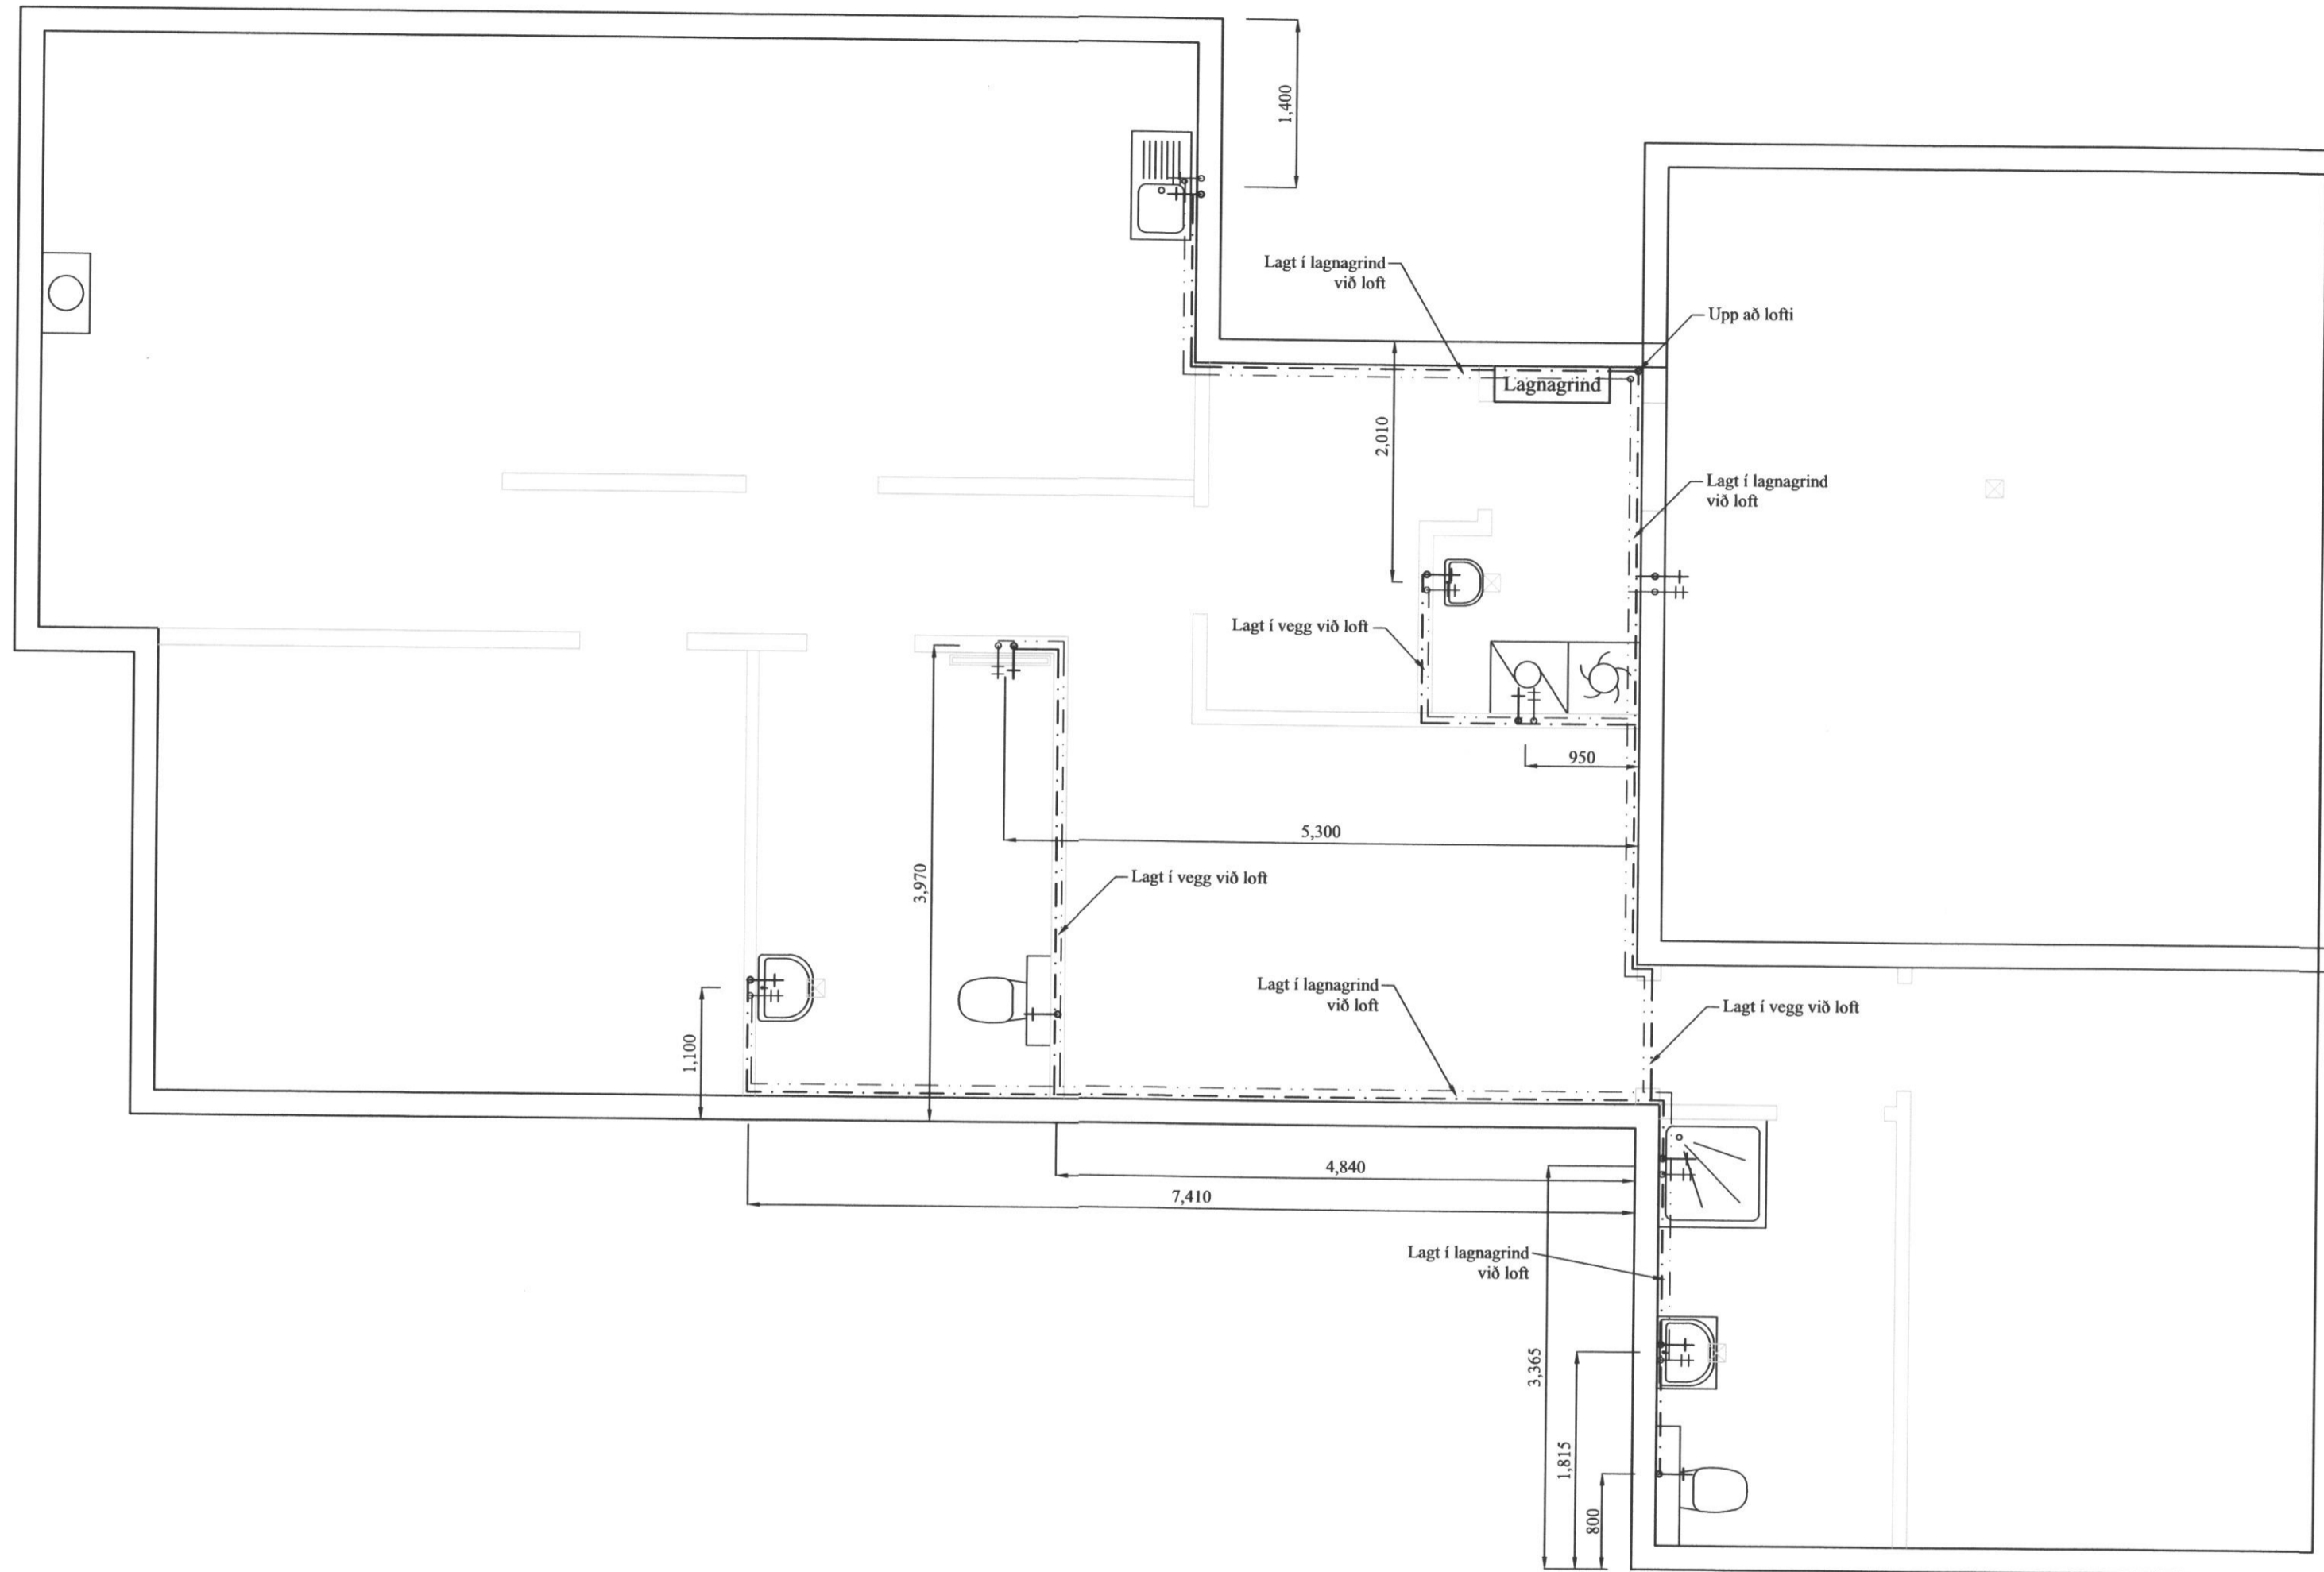 1,400
Lagt í lagnagrind
við loft
Upp að lofti
Lagnagrind
2,010
Lagt í lagnagrind
við loft
Lagt í vegg við loft
950
5,300
3,970
Lagt í vegg við loft
Lagt í lagnagrind
við loft
Lagt í vegg við loft
1,100
4,840
7,410
Lagt í lagnagrind
við loft
3,365
1,815
800